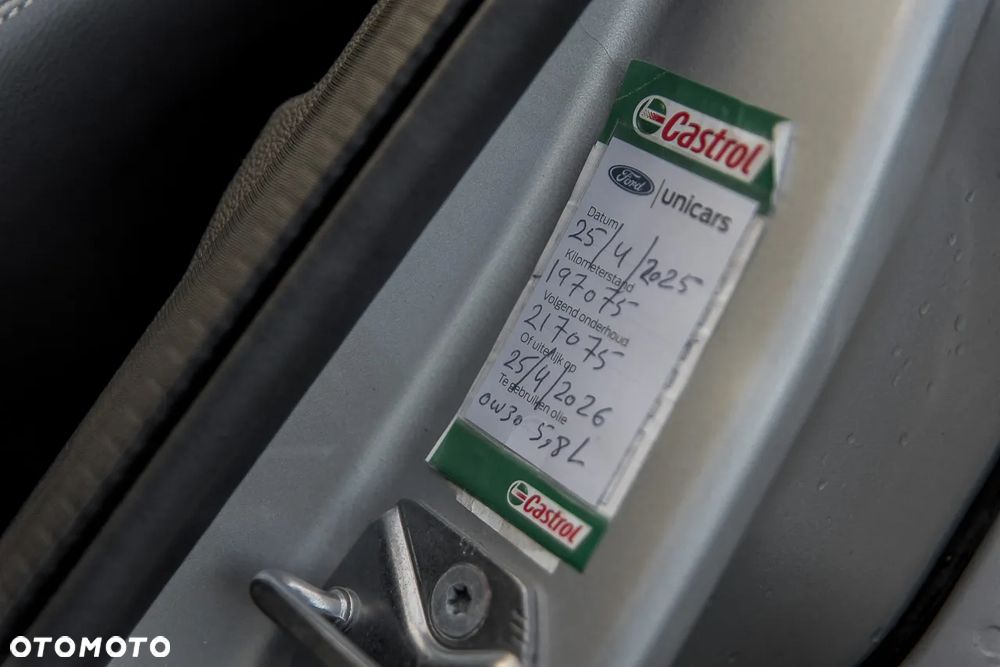 Castrol
Ford | unicars
Datum
25/4/2025
Kilometerstand
197075
Volgend onderhoud
217075
Of uiterlijk op
25/4/2026
Te gebruiken olie
0W30 5,8L
Castrol
OTOMOTO